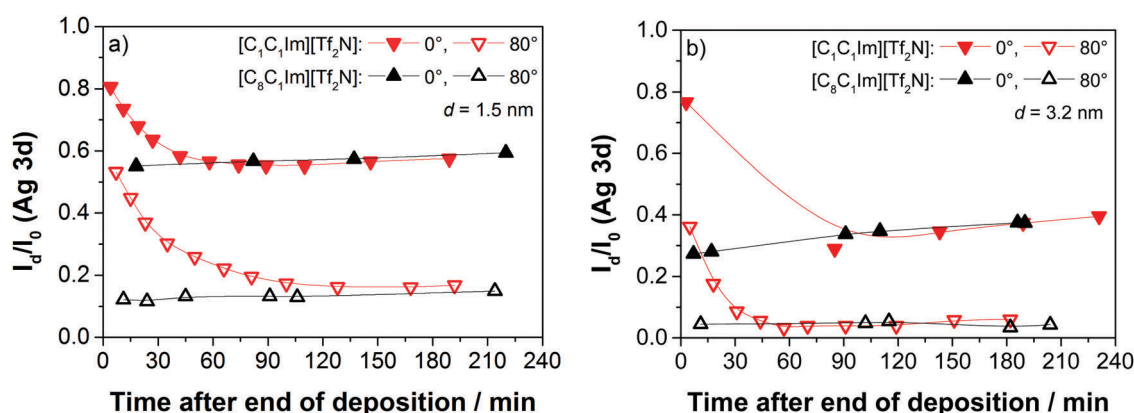 a)
[C₁C₁Im][Tf₂N]: 0°, 80°
[C₈C₁Im][Tf₂N]: 0°, 80°
d = 1.5 nm
I_d/I₀ (Ag 3d)
1.0
0.8
0.6
0.4
0.2
0.0
0 30 60 90 120 150 180 210 240
Time after end of deposition / min
b)
[C₁C₁Im][Tf₂N]: 0°, 80°
[C₈C₁Im][Tf₂N]: 0°, 80°
d = 3.2 nm
I_d/I₀ (Ag 3d)
1.0
0.8
0.6
0.4
0.2
0.0
0 30 60 90 120 150 180 210 240
Time after end of deposition / min